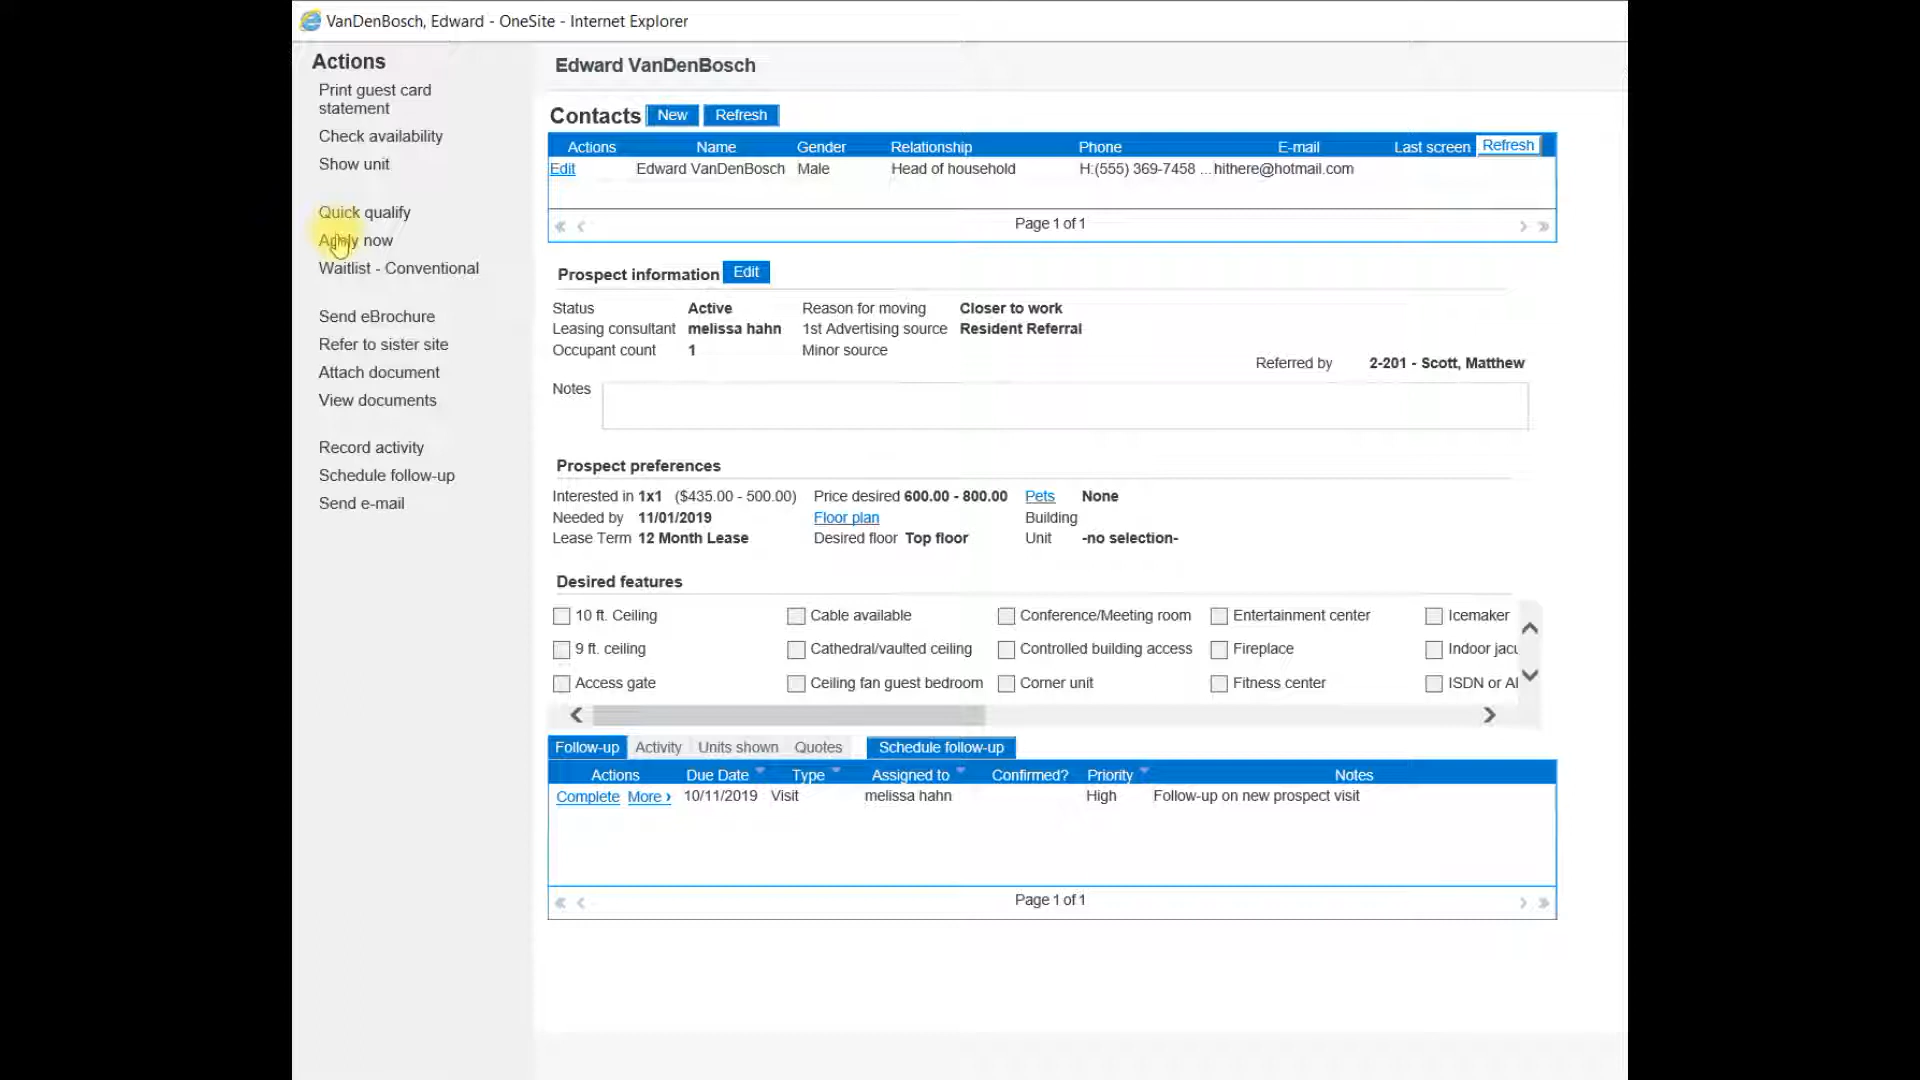 VanDenBosch, Edward - OneSite - Internet Explorer
Actions
Print guest card
statement
Check availability
Show unit
Quick qualify
Apply now
Waitlist - Conventional
Send eBrochure
Refer to sister site
Attach document
View documents
Record activity
Schedule follow-up
Send e-mail
Edward VanDenBosch
Contacts New Refresh
Actions Name Gender Relationship Phone E-mail Last screen Refresh
Edit Edward VanDenBosch Male Head of household H:(555) 369-7458 ... hithere@hotmail.com
« ‹ Page 1 of 1 › »
Prospect information Edit
Status Active Reason for moving Closer to work
Leasing consultant melissa hahn 1st Advertising source Resident Referral
Occupant count 1 Minor source
Referred by 2-201 - Scott, Matthew
Notes
Prospect preferences
Interested in 1x1 ($435.00 - 500.00) Price desired 600.00 - 800.00 Pets None
Needed by 11/01/2019 Floor plan Building
Lease Term 12 Month Lease Desired floor Top floor Unit -no selection-
Desired features
10 ft. Ceiling Cable available Conference/Meeting room Entertainment center Icemaker
9 ft. ceiling Cathedral/vaulted ceiling Controlled building access Fireplace Indoor jacu
Access gate Ceiling fan guest bedroom Corner unit Fitness center ISDN or
Follow-up Activity Units shown Quotes Schedule follow-up
Actions Due Date Type Assigned to Confirmed? Priority Notes
Complete More › 10/11/2019 Visit melissa hahn High Follow-up on new prospect visit
« ‹ Page 1 of 1 › »